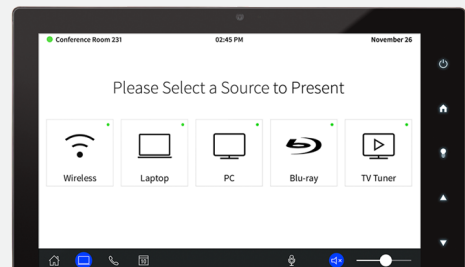 Conference Room 231 02:45 PM November 26
Please Select a Source to Present
Wireless Laptop PC Blu-ray TV Tuner